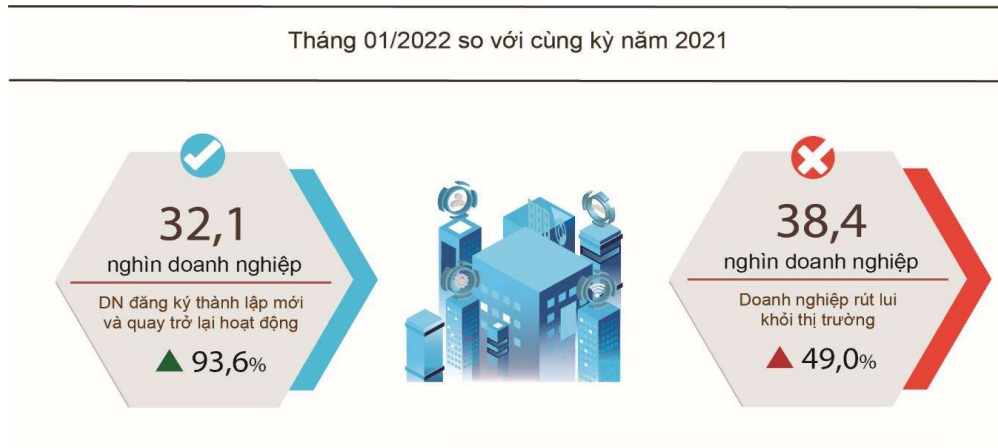 Tháng 01/2022 so với cùng kỳ năm 2021
32,1
nghìn doanh nghiệp
DN đăng ký thành lập mới
và quay trở lại hoạt động
93,6%
38,4
nghìn doanh nghiệp
Doanh nghiệp rút lui
khỏi thị trường
49,0%